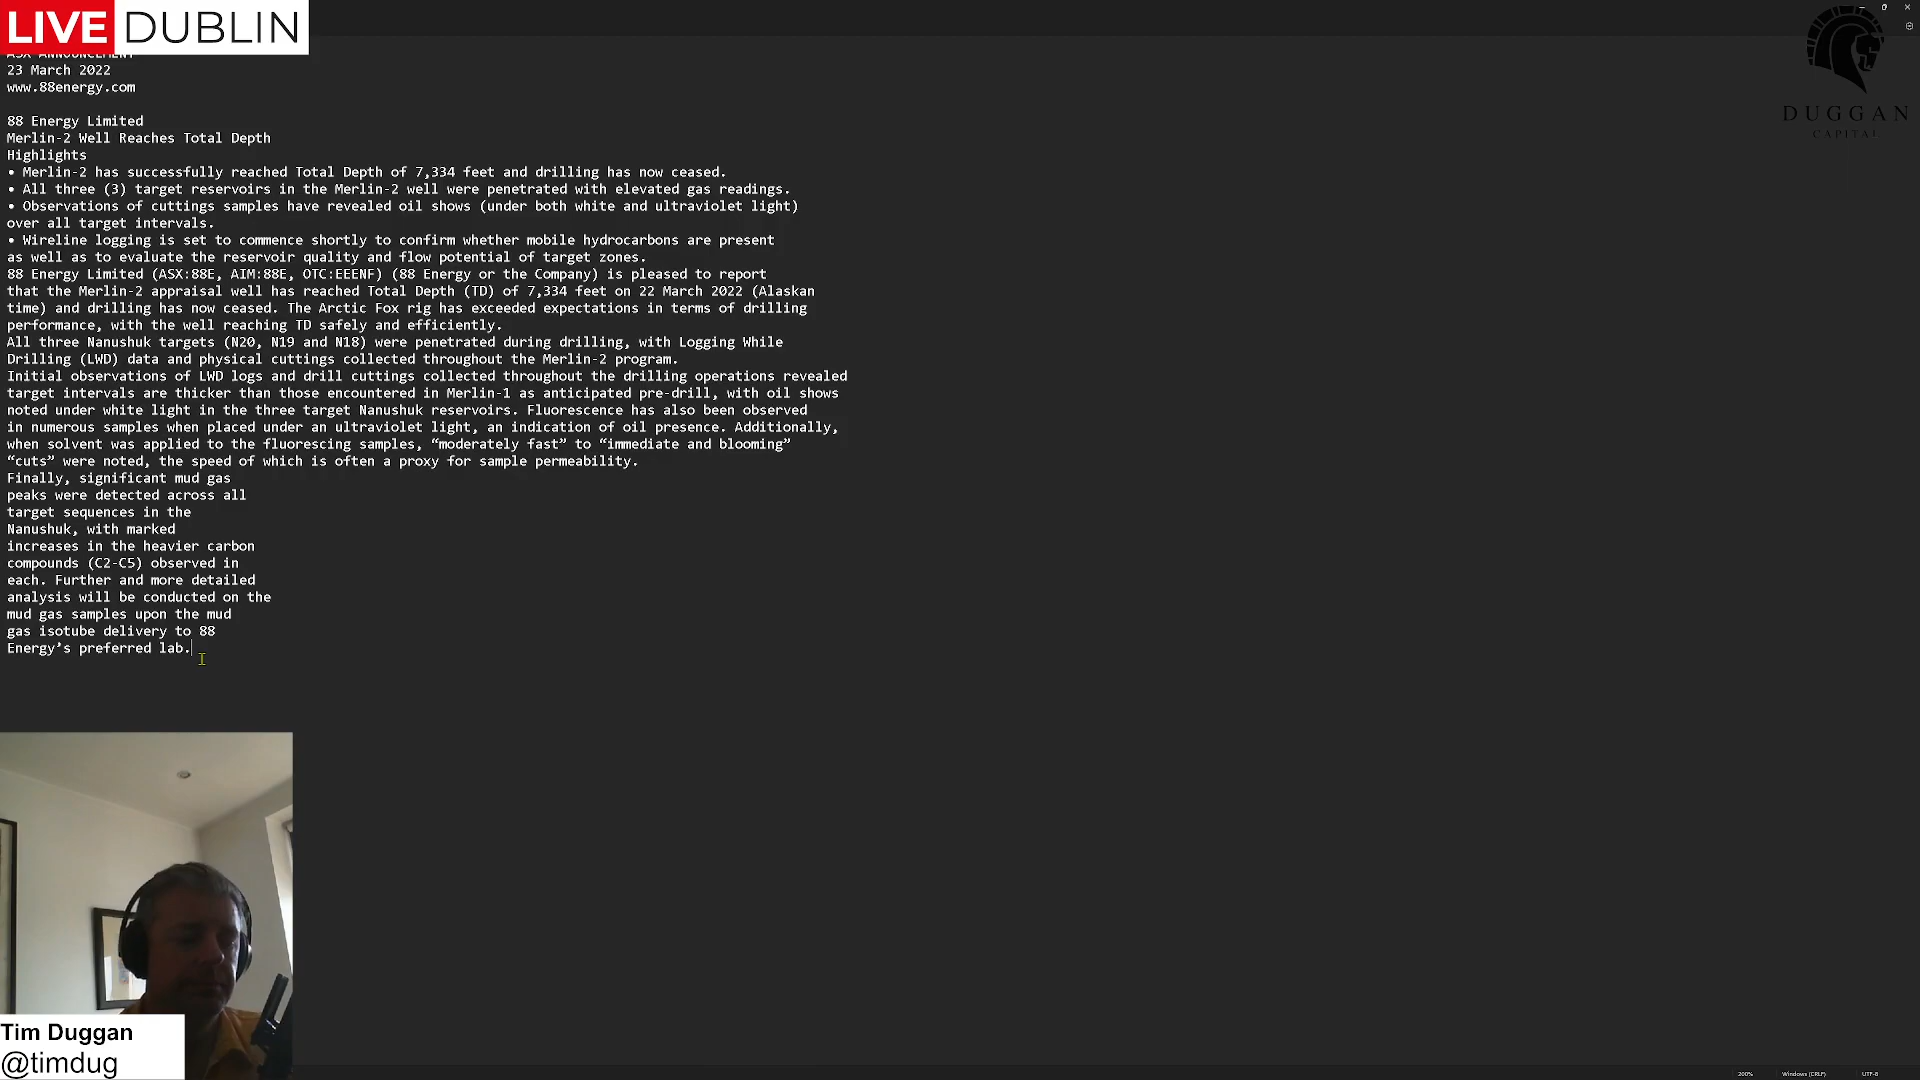 LIVE DUBLIN
ASX ANNOUNCEMENT
23 March 2022
www.88energy.com
88 Energy Limited
Merlin-2 Well Reaches Total Depth
Highlights
• Merlin-2 has successfully reached Total Depth of 7,334 feet and drilling has now ceased.
• All three (3) target reservoirs in the Merlin-2 well were penetrated with elevated gas readings.
• Observations of cuttings samples have revealed oil shows (under both white and ultraviolet light)
over all target intervals.
• Wireline logging is set to commence shortly to confirm whether mobile hydrocarbons are present
as well as to evaluate the reservoir quality and flow potential of target zones.
88 Energy Limited (ASX:88E, AIM:88E, OTC:EEENF) (88 Energy or the Company) is pleased to report
that the Merlin-2 appraisal well has reached Total Depth (TD) of 7,334 feet on 22 March 2022 (Alaskan
time) and drilling has now ceased. The Arctic Fox rig has exceeded expectations in terms of drilling
performance, with the well reaching TD safely and efficiently.
All three Nanushuk targets (N20, N19 and N18) were penetrated during drilling, with Logging While
Drilling (LWD) data and physical cuttings collected throughout the Merlin-2 program.
Initial observations of LWD logs and drill cuttings collected throughout the drilling operations revealed
target intervals are thicker than those encountered in Merlin-1 as anticipated pre-drill, with oil shows
noted under white light in the three target Nanushuk reservoirs. Fluorescence has also been observed
in numerous samples when placed under an ultraviolet light, an indication of oil presence. Additionally,
when solvent was applied to the fluorescing samples, “moderately fast” to “immediate and blooming”
“cuts” were noted, the speed of which is often a proxy for sample permeability.
Finally, significant mud gas
peaks were detected across all
target sequences in the
Nanushuk, with marked
increases in the heavier carbon
compounds (C2-C5) observed in
each. Further and more detailed
analysis will be conducted on the
mud gas samples upon the mud
gas isotube delivery to 88
Energy’s preferred lab.
DUGGAN
CAPITAL
Tim Duggan
@timdug
200%
Windows (CRLF)
UTF-8